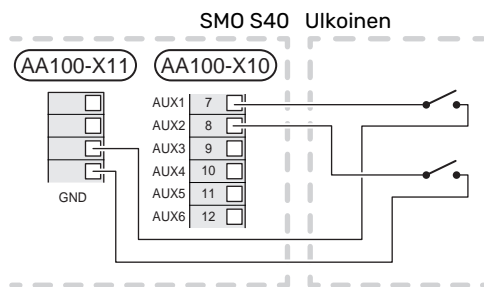 SMO S40 Ulkoinen
AA100-X11 AA100-X10
AUX1 7
AUX2 8
AUX3 9
AUX4 10
AUX5 11
AUX6 12
GND